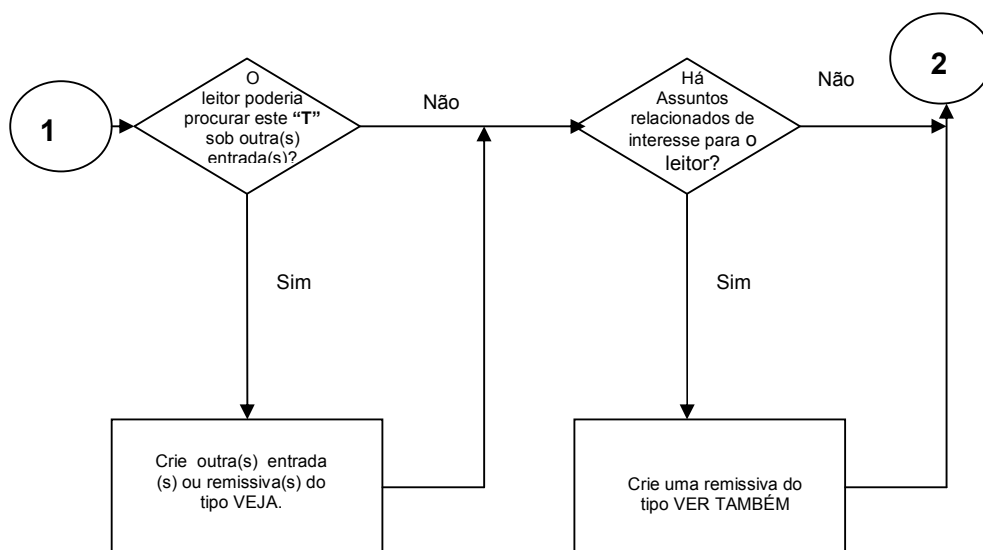 1
O
leitor poderia
procurar este “T”
sob outra(s)
entrada(s)?
Não
Sim
Crie outra(s) entrada
(s) ou remissiva(s) do
tipo VEJA.
Há
Assuntos
relacionados de
interesse para o
leitor?
Não
2
Sim
Crie uma remissiva do
tipo VER TAMBÉM